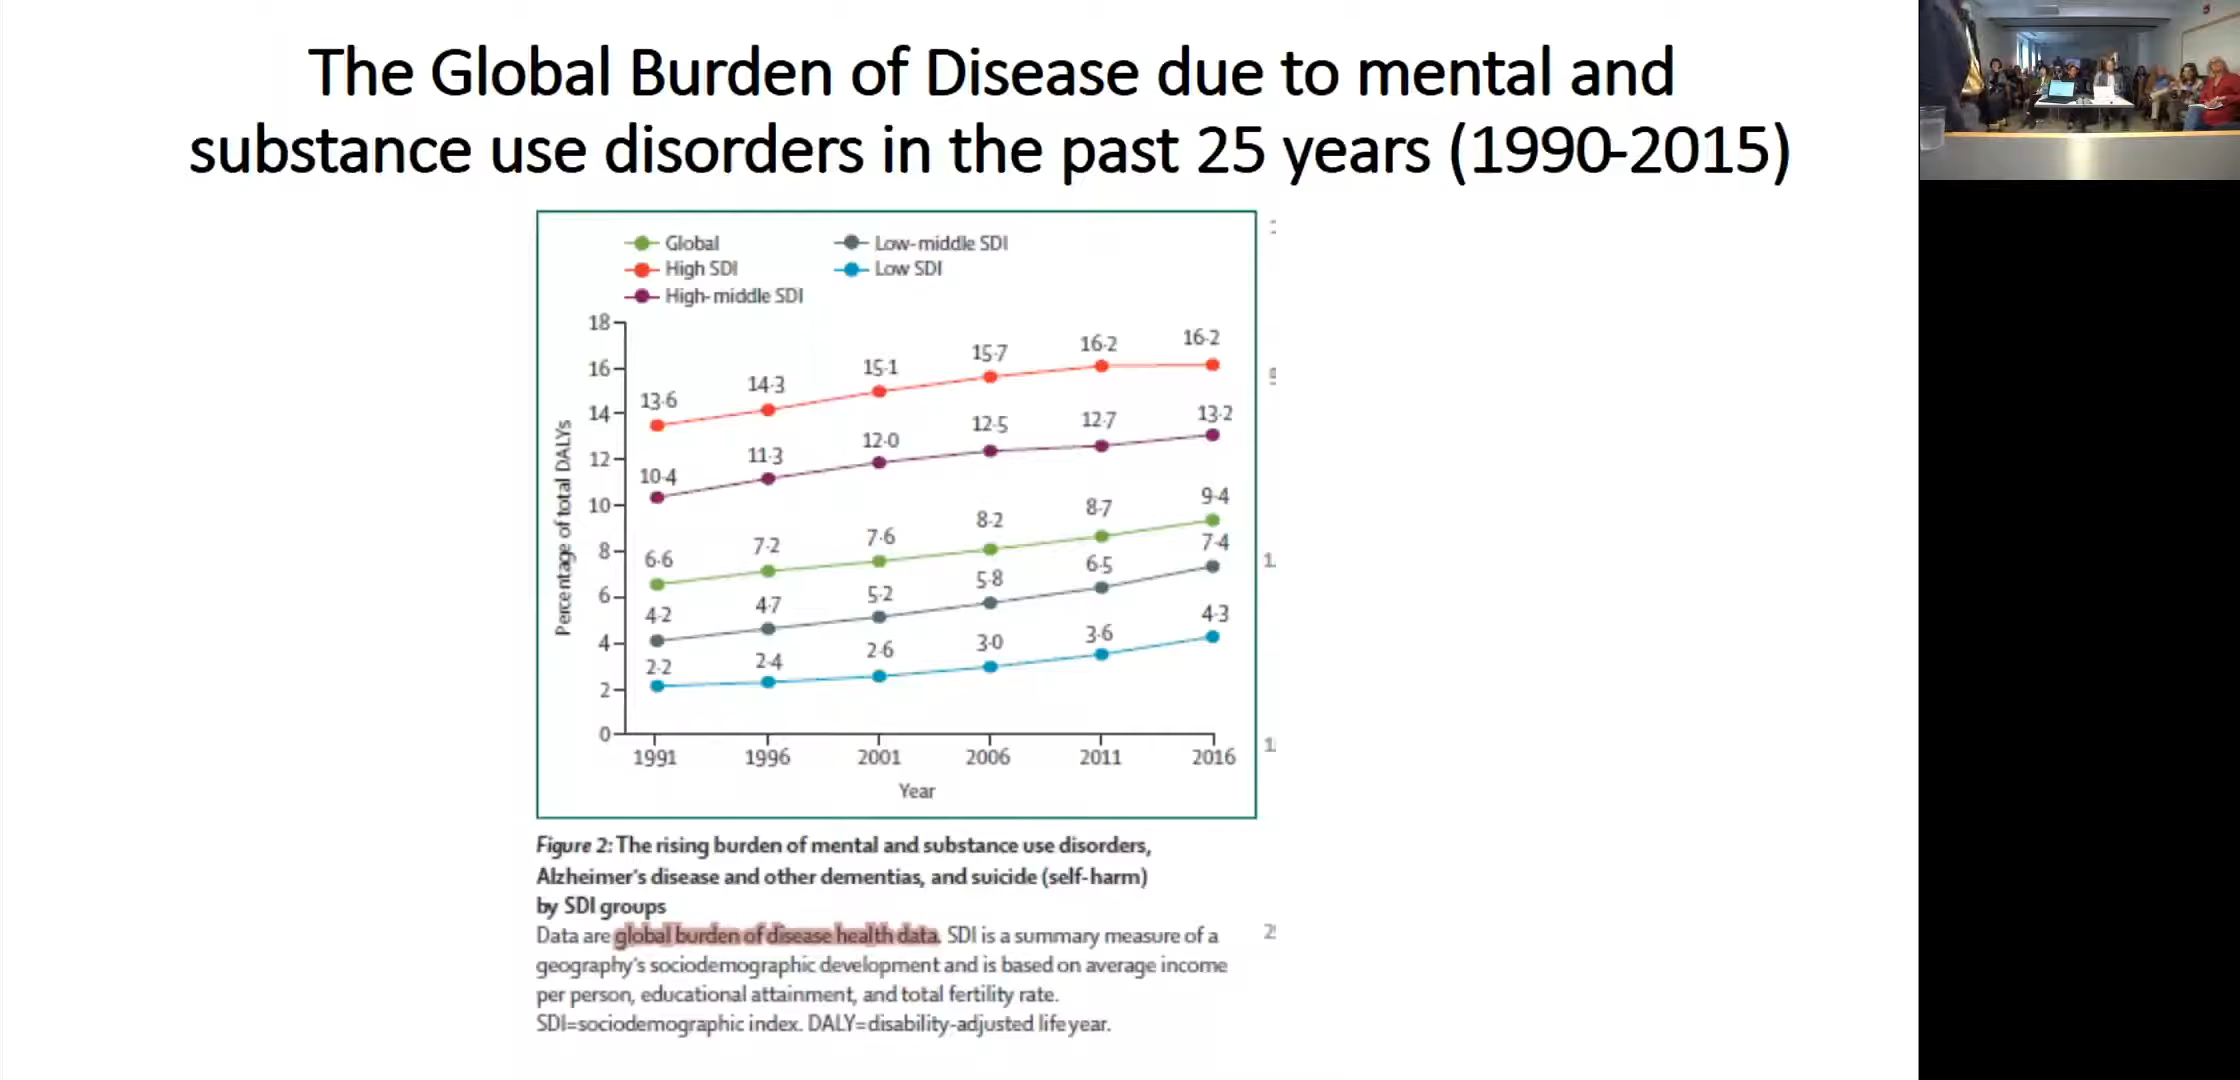 The Global Burden of Disease due to mental and
substance use disorders in the past 25 years (1990-2015)
Global
High SDI
High-middle SDI
Low-middle SDI
Low SDI
Percentage of total DALYs
18
16
14
12
10
8
6
4
2
0
13·6
14·3
15·1
15·7
16·2
16·2
10·4
11·3
12·0
12·5
12·7
13·2
6·6
7·2
7·6
8·2
8·7
9·4
4·2
4·7
5·2
5·8
6·5
7·4
2·2
2·4
2·6
3·0
3·6
4·3
1991
1996
2001
2006
2011
2016
Year
Figure 2: The rising burden of mental and substance use disorders,
Alzheimer's disease and other dementias, and suicide (self-harm)
by SDI groups
Data are global burden of disease health data. SDI is a summary measure of a
geography's sociodemographic development and is based on average income
per person, educational attainment, and total fertility rate.
SDI=sociodemographic index. DALY=disability-adjusted life year.